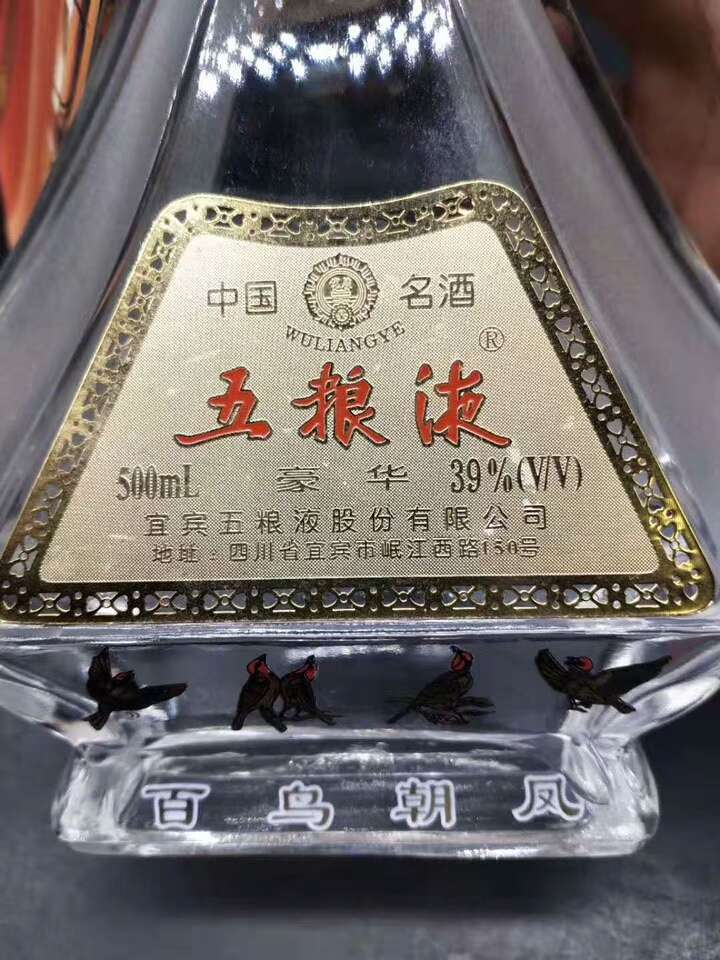 中国 名酒
WULIANGYE
五粮液®
500mL 豪华 39%(V/V)
宜宾五粮液股份有限公司
地址：四川省宜宾市岷江西路150号
百鸟朝凤